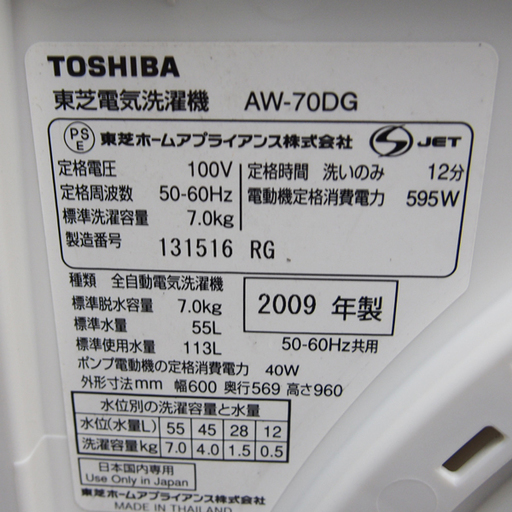 TOSHIBA
東芝電気洗濯機 AW-70DG
PSE 東芝ホームアプライアンス株式会社 S JET
定格電圧 100V 定格時間 洗いのみ 12分
定格周波数 50-60Hz 電動機定格消費電力 595W
標準洗濯容量 7.0kg
製造番号 131516 RG
種類 全自動電気洗濯機
標準脱水容量 7.0kg 2009 年製
標準水量 55L
標準使用水量 113L 50-60Hz共用
ポンプ電動機の定格消費電力 40W
外形寸法mm 幅600 奥行569 高さ960
水位別の洗濯容量と水量
水位(水量L) 55 45 28 12
洗濯容量kg 7.0 4.0 1.5 0.5
日本国内専用
Use Only in Japan
東芝ホームアプライアンス株式会社
MADE IN THAILAND